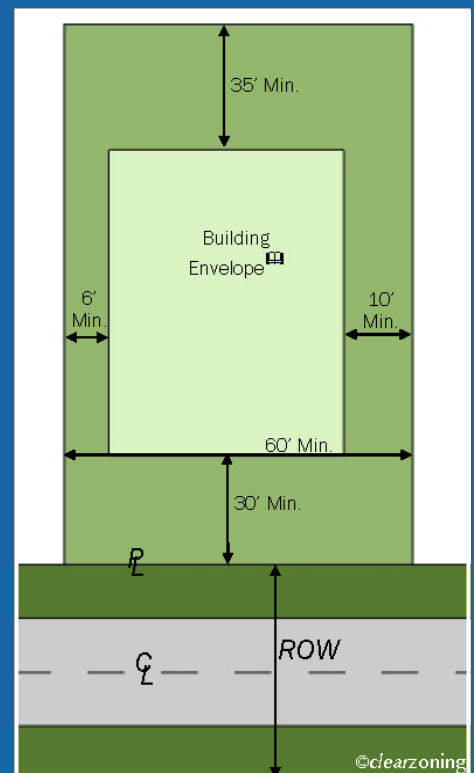 35' Min.
Building
Envelope
6'
Min.
10'
Min.
60' Min.
30' Min.
PL
CL
ROW
©clearzoning